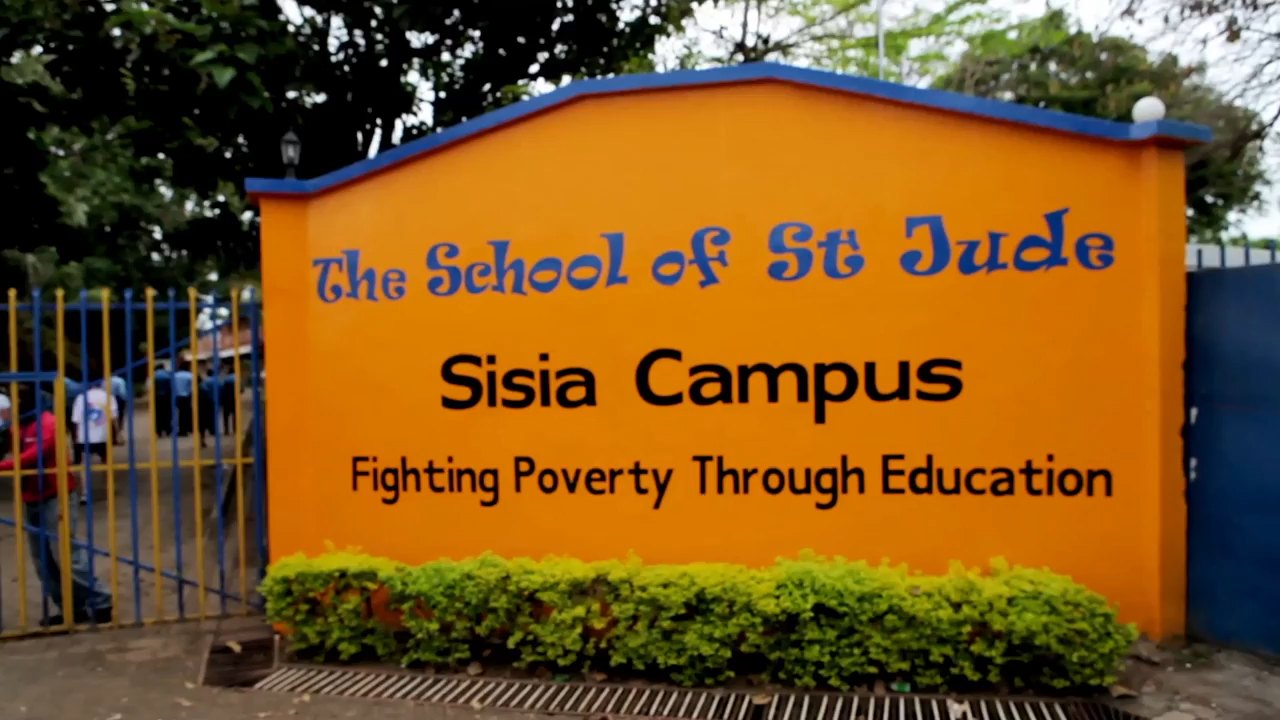 The School of St Jude
Sisia Campus
Fighting Poverty Through Education